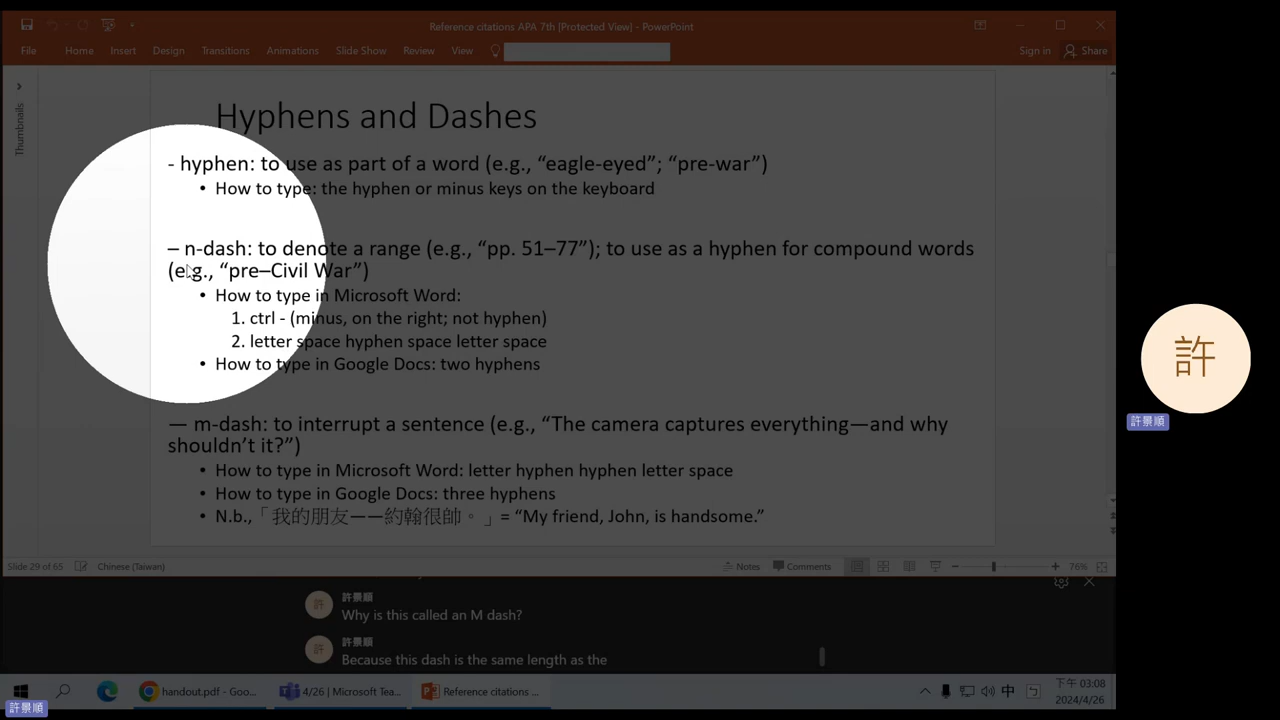 Reference citations APA 7th [Protected View] - PowerPoint
File Home Insert Design Transitions Animations Slide Show Review View Sign in Share
Thumbnails
Hyphens and Dashes
- hyphen: to use as part of a word (e.g., “eagle-eyed”; “pre-war”)
• How to type: the hyphen or minus keys on the keyboard
– n-dash: to denote a range (e.g., “pp. 51–77”); to use as a hyphen for compound words
(e.g., “pre–Civil War”)
• How to type in Microsoft Word:
1. ctrl - (minus, on the right; not hyphen)
2. letter space hyphen space letter space
• How to type in Google Docs: two hyphens
— m-dash: to interrupt a sentence (e.g., “The camera captures everything—and why
shouldn’t it?”)
• How to type in Microsoft Word: letter hyphen hyphen letter space
• How to type in Google Docs: three hyphens
• N.b.,「我的朋友——約翰很帥。」= “My friend, John, is handsome.”
Slide 29 of 65 Chinese (Taiwan) Notes Comments 76%
許
許景順
許 許景順
Why is this called an M dash?
許 許景順
Because this dash is the same length as the
handout.pdf - Goo... 4/26 | Microsoft Tea... Reference citations ... 中 下午 03:08
2024/4/26
許景順